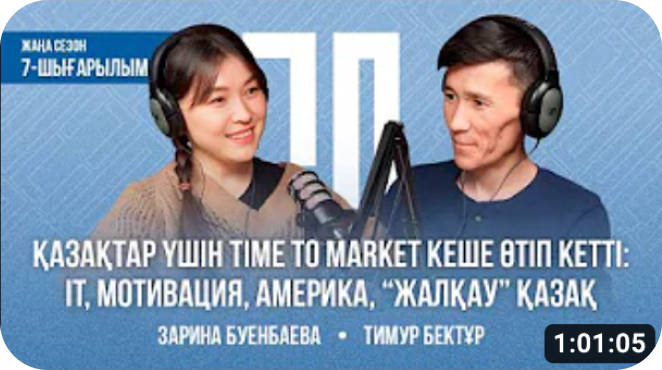 ЖАҢА СЕЗОН
7-ШЫҒАРЫЛЫМ
ҚАЗАҚТАР ҮШІН TIME TO MARKET КЕШЕ ӨТІП КЕТТІ:
IT, МОТИВАЦИЯ, АМЕРИКА, “ЖАЛҚАУ” ҚАЗАҚ
ЗАРИНА БУЕНБАЕВА • ТИМУР БЕКТҰР
1:01:05